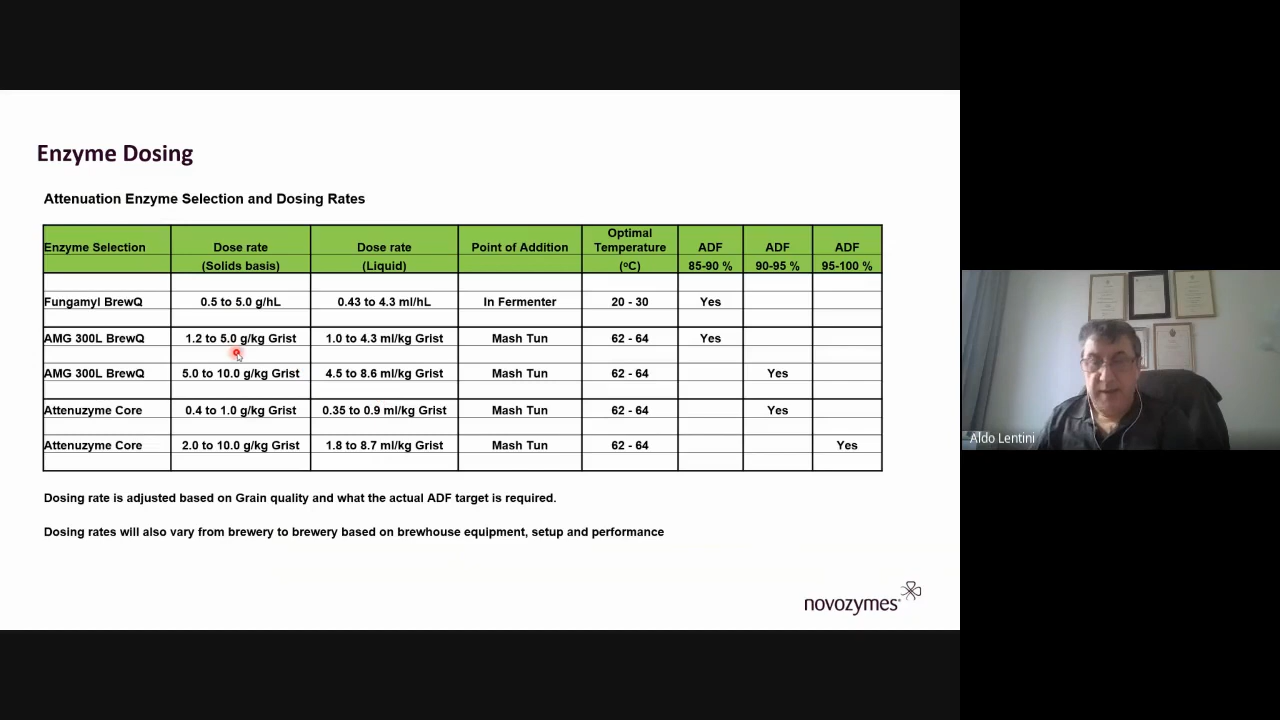 Enzyme Dosing
Attenuation Enzyme Selection and Dosing Rates
Enzyme Selection Dose rate (Solids basis) Dose rate (Liquid) Point of Addition Optimal Temperature (ºC) ADF 85-90 % ADF 90-95 % ADF 95-100 %
Fungamyl BrewQ 0.5 to 5.0 g/hL 0.43 to 4.3 ml/hL In Fermenter 20 - 30 Yes
AMG 300L BrewQ 1.2 to 5.0 g/kg Grist 1.0 to 4.3 ml/kg Grist Mash Tun 62 - 64 Yes
AMG 300L BrewQ 5.0 to 10.0 g/kg Grist 4.5 to 8.6 ml/kg Grist Mash Tun 62 - 64 Yes
Attenuzyme Core 0.4 to 1.0 g/kg Grist 0.35 to 0.9 ml/kg Grist Mash Tun 62 - 64 Yes
Attenuzyme Core 2.0 to 10.0 g/kg Grist 1.8 to 8.7 ml/kg Grist Mash Tun 62 - 64 Yes
Dosing rate is adjusted based on Grain quality and what the actual ADF target is required.
Dosing rates will also vary from brewery to brewery based on brewhouse equipment, setup and performance
novozymes®
Aldo Lentini